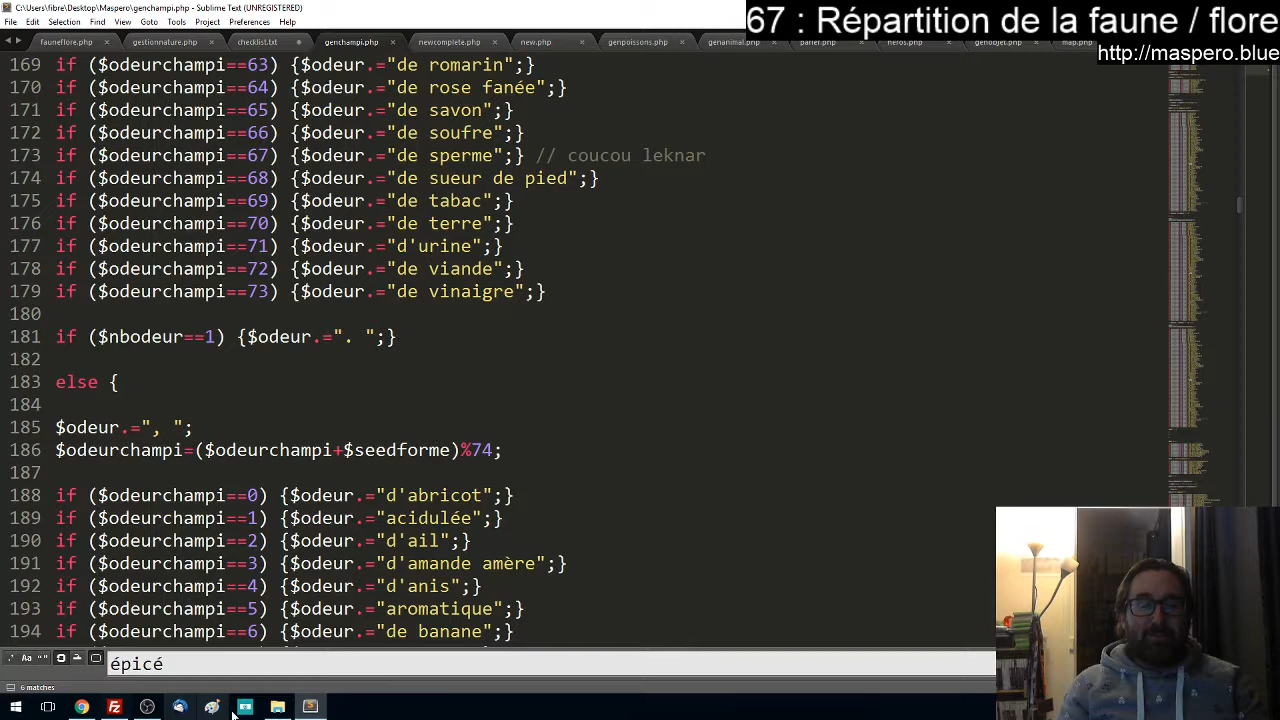 C:\Users\fibre\Desktop\Maspero\genchampi.php - Sublime Text (UNREGISTERED)
67 : Répartition de la faune / flore
http://maspero.blue
File Edit Selection Find View Goto Tools Project Preferences Help
fauneflore.php gestionnature.php checklist.txt genchampi.php newcomplete.php new.php genpoissons.php genanimal.php
169 if ($odeurchampi==63) {$odeur.="de romarin";}
170 if ($odeurchampi==64) {$odeur.="de rose fanée";}
171 if ($odeurchampi==65) {$odeur.="de savon";}
172 if ($odeurchampi==66) {$odeur.="de soufre";}
173 if ($odeurchampi==67) {$odeur.="de sperme";} // coucou leknar
174 if ($odeurchampi==68) {$odeur.="de sueur de pied";}
175 if ($odeurchampi==69) {$odeur.="de tabac";}
176 if ($odeurchampi==70) {$odeur.="de terre";}
177 if ($odeurchampi==71) {$odeur.="d'urine";}
178 if ($odeurchampi==72) {$odeur.="de viande";}
179 if ($odeurchampi==73) {$odeur.="de vinaigre";}
180
181 if ($nbodeur==1) {$odeur.=". ";}
182
183 else {
184
185 $odeur.=", ";
186 $odeurchampi=($odeurchampi+$seedforme)%74;
187
188 if ($odeurchampi==0) {$odeur.="d'abricot";}
189 if ($odeurchampi==1) {$odeur.="acidulée";}
190 if ($odeurchampi==2) {$odeur.="d'ail";}
191 if ($odeurchampi==3) {$odeur.="d'amande amère";}
192 if ($odeurchampi==4) {$odeur.="d'anis";}
193 if ($odeurchampi==5) {$odeur.="aromatique";}
194 if ($odeurchampi==6) {$odeur.="de banane";}
épicé
6 matches